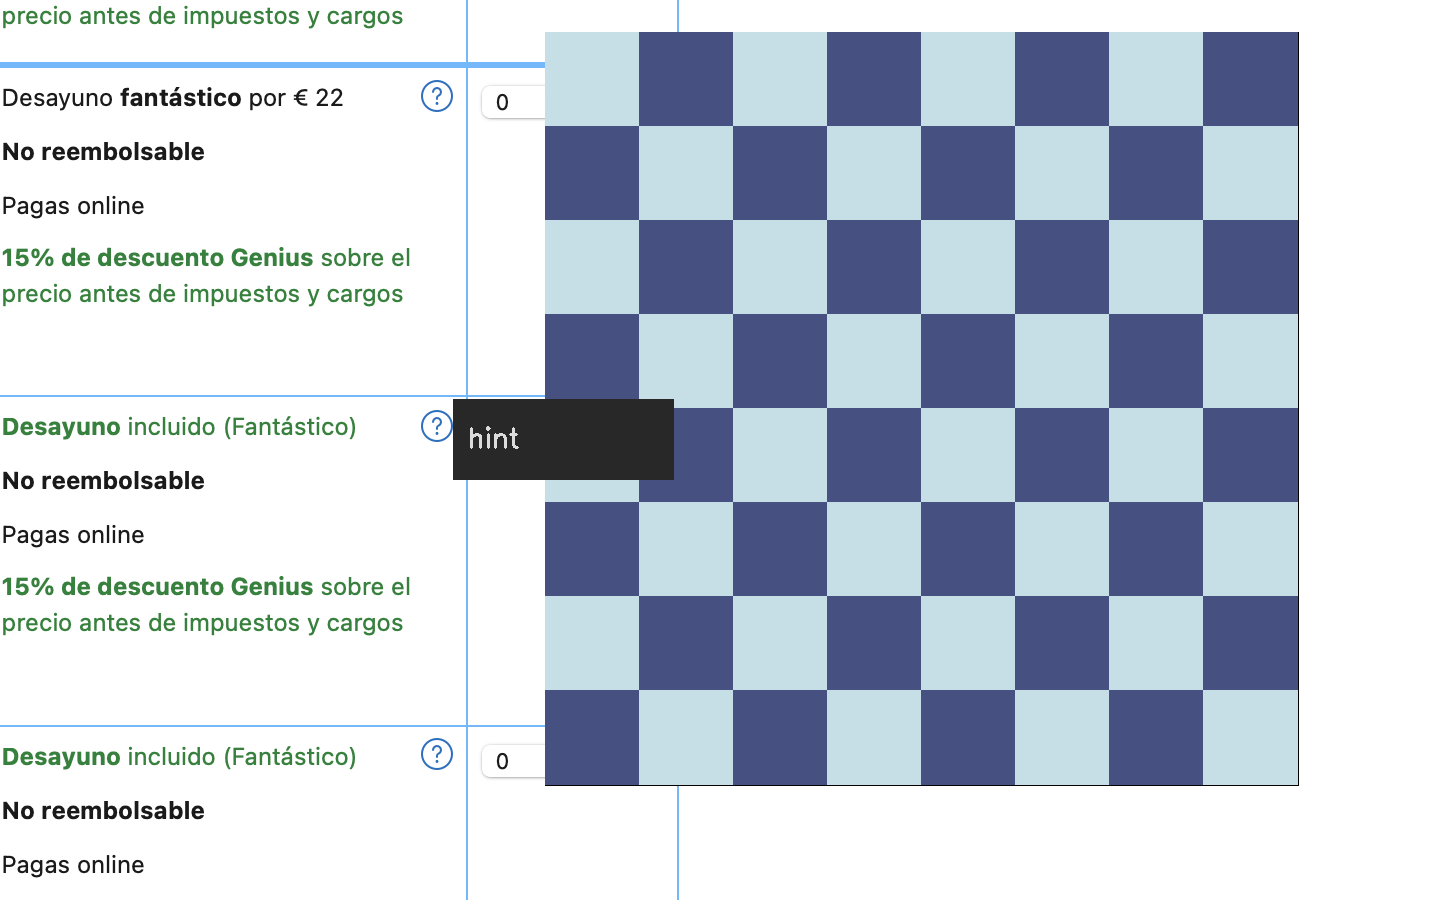 precio antes de impuestos y cargos
Desayuno fantástico por € 22
?
0
No reembolsable
Pagas online
15% de descuento Genius sobre el
precio antes de impuestos y cargos
Desayuno incluido (Fantástico)
?
hint
No reembolsable
Pagas online
15% de descuento Genius sobre el
precio antes de impuestos y cargos
Desayuno incluido (Fantástico)
?
0
No reembolsable
Pagas online